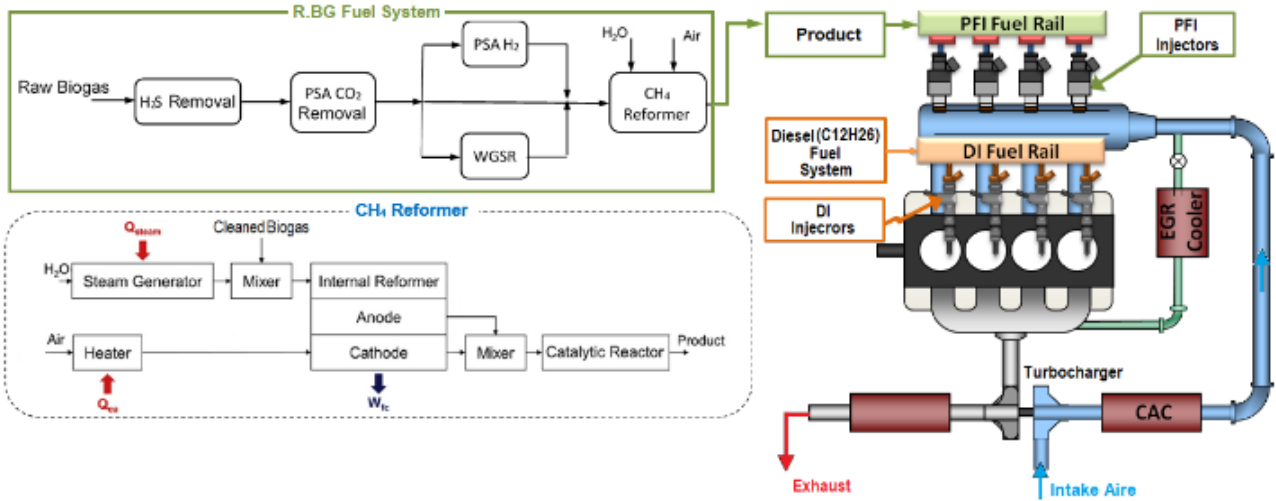 R.BG Fuel System
Raw Biogas
H₂S Removal
PSA CO₂
Removal
PSA H₂
WGSR
H₂O
Air
CH₄
Reformer
Product
PFI Fuel Rail
PFI
Injectors
Diesel (C12H26)
Fuel
System
DI Fuel Rail
DI
Injecrors
EGR
Cooler
Turbocharger
CAC
Exhaust
Intake Aire
CH₄ Reformer
Qsteam
Cleaned Biogas
H₂O
Steam Generator
Mixer
Internal Reformer
Anode
Air
Heater
Cathode
Mixer
Catalytic Reactor
Product
Wfc